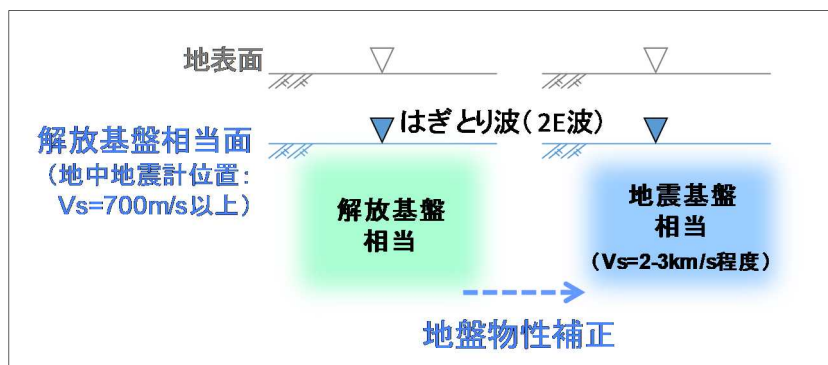 地表面
解放基盤相当面
（地中地震計位置：
Vs=700m/s以上）
はぎとり波（2E波）
解放基盤
相当
地震基盤
相当
（Vs=2-3km/s程度）
地盤物性補正